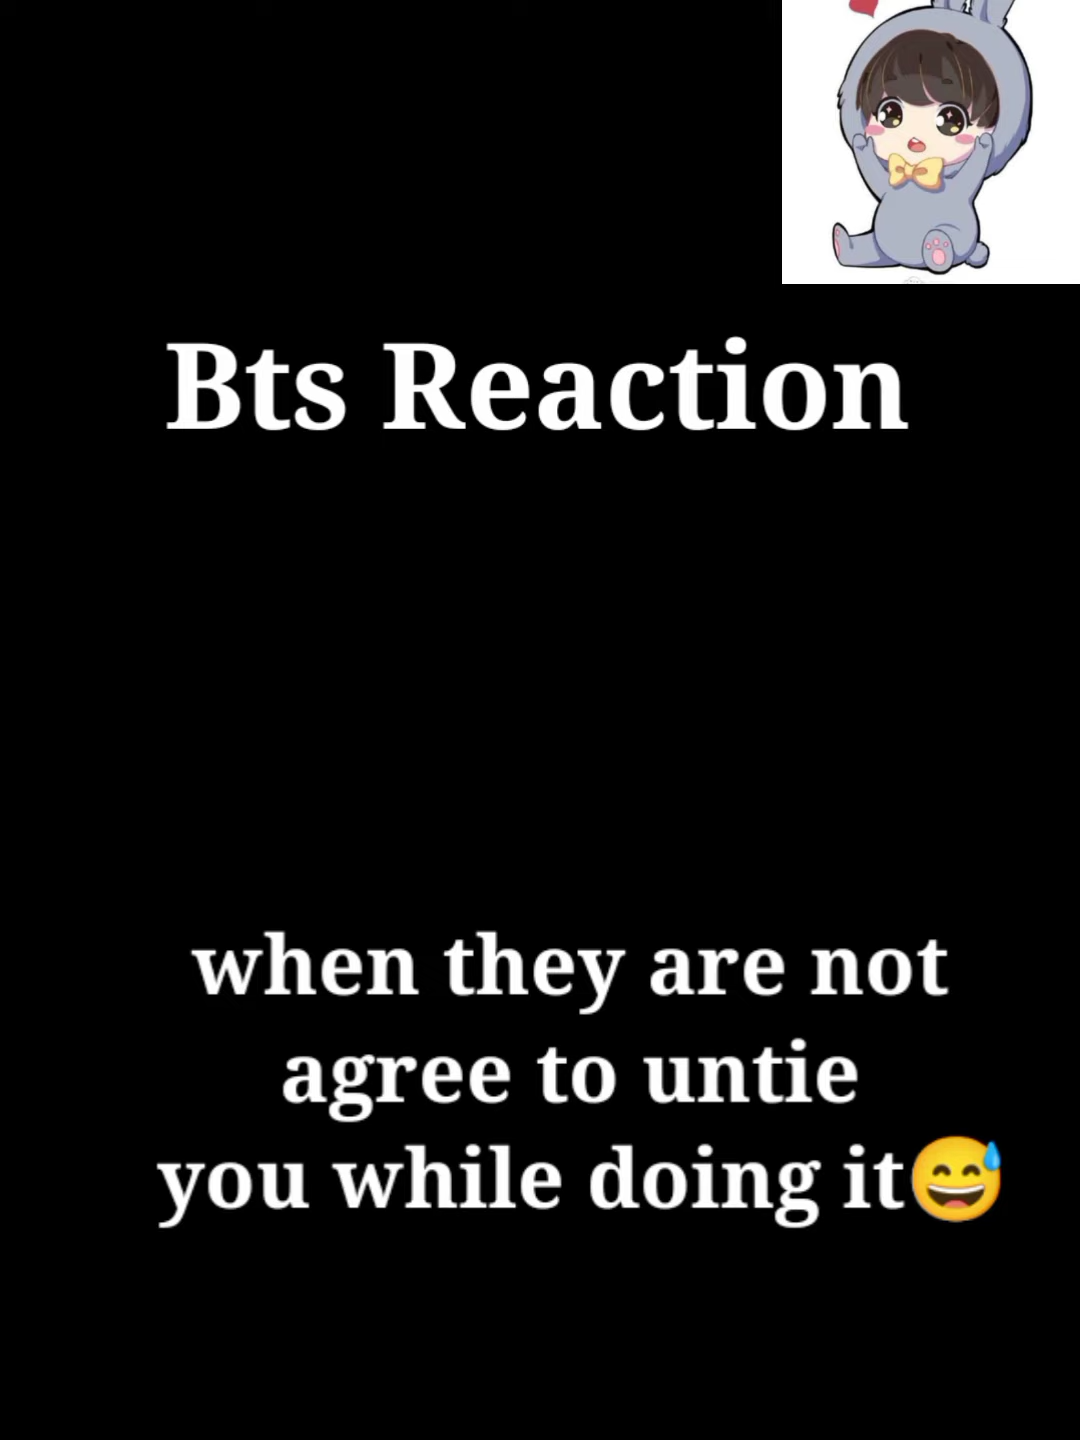 Bts Reaction
when they are not
agree to untie
you while doing it😅